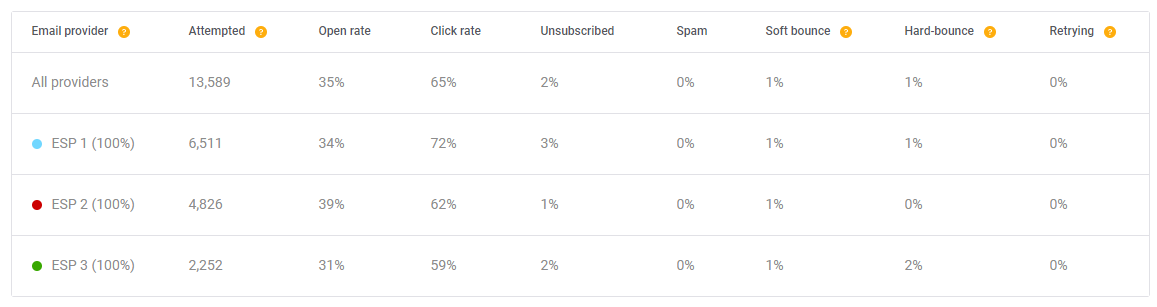 Email provider ? Attempted ? Open rate Click rate Unsubscribed Spam Soft bounce ? Hard-bounce ? Retrying ?
All providers 13,589 35% 65% 2% 0% 1% 1% 0%
ESP 1 (100%) 6,511 34% 72% 3% 0% 1% 1% 0%
ESP 2 (100%) 4,826 39% 62% 1% 0% 1% 0% 0%
ESP 3 (100%) 2,252 31% 59% 2% 0% 1% 2% 0%